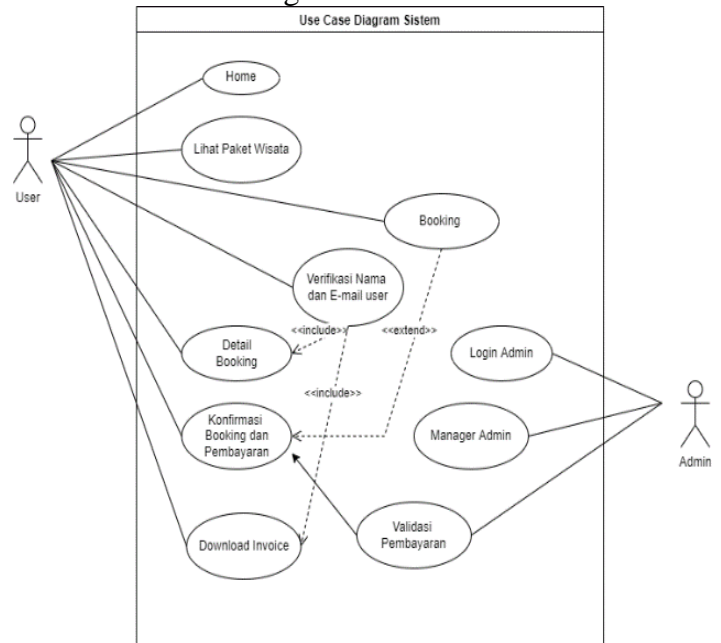 Use Case Diagram Sistem
Home
Lihat Paket Wisata
User
Booking
Verifikasi Nama
dan E-mail user
<<include>>
<<extend>>
Detail
Booking
Login Admin
<<include>>
Konfirmasi
Booking dan
Pembayaran
Manager Admin
Admin
Download Invoice
Validasi
Pembayaran